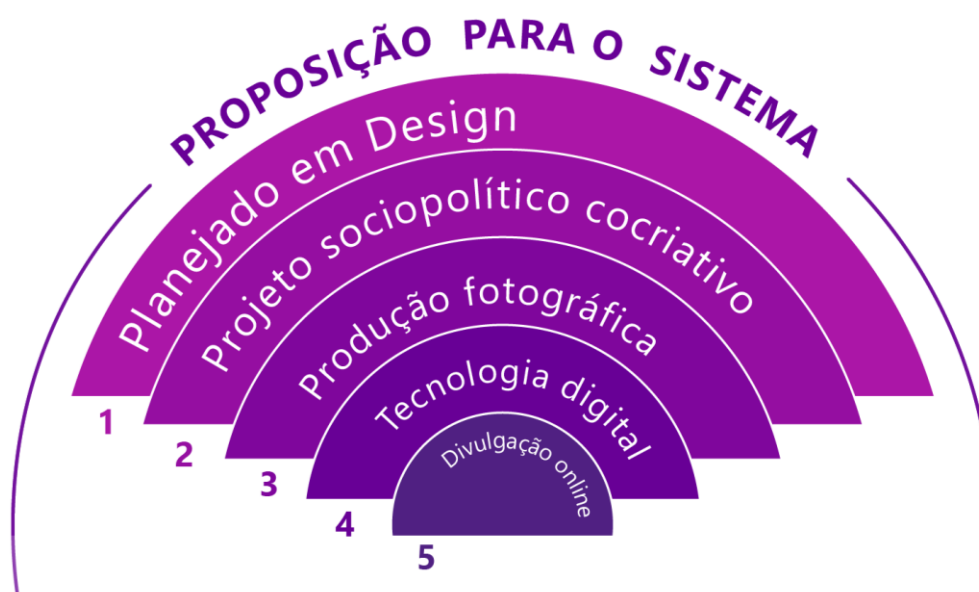 PROPOSIÇÃO PARA O SISTEMA
Planejado em Design
1
Projeto sociopolítico cocriativo
2
Produção fotográfica
3
Tecnologia digital
4
Divulgação online
5